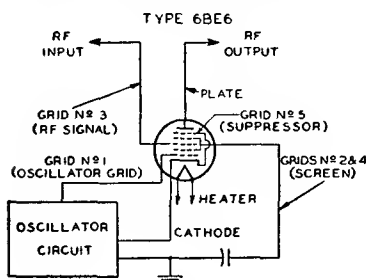 TYPE 6BE6
RF
INPUT
RF
OUTPUT
PLATE
GRID Nº 3
(RF SIGNAL)
GRID Nº 5
(SUPPRESSOR)
GRID Nº 1
(OSCILLATOR GRID)
GRIDS Nº 2&4
(SCREEN)
HEATER
CATHODE
OSCILLATOR
CIRCUIT